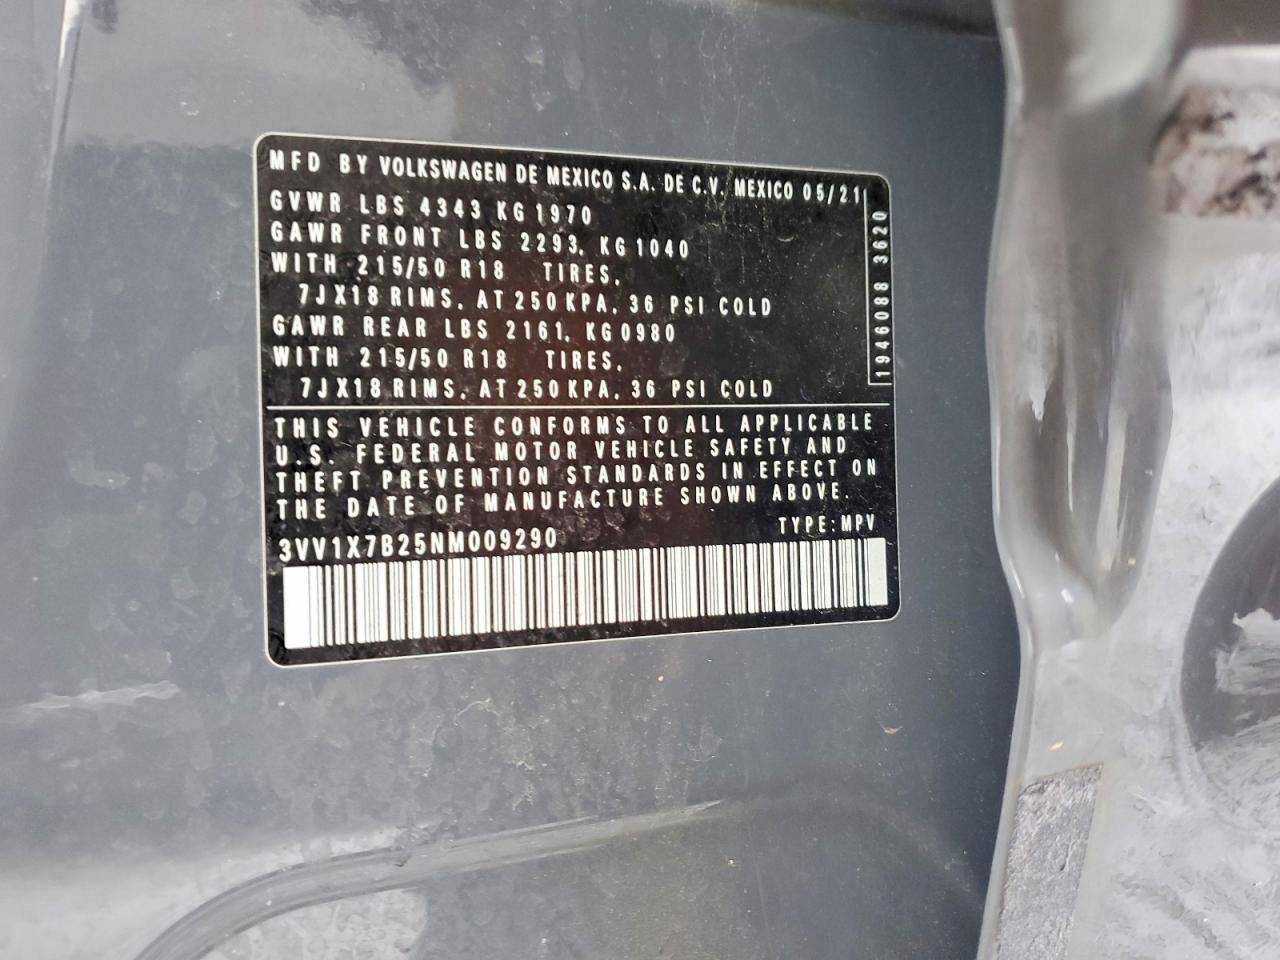 MFD BY VOLKSWAGEN DE MEXICO S.A. DE C.V. MEXICO 05/21
GVWR LBS 4343 KG 1970
GAWR FRONT LBS 2293, KG 1040
WITH 215/50 R18 TIRES,
7JX18 RIMS, AT 250 KPA, 36 PSI COLD
GAWR REAR LBS 2161, KG 0980
WITH 215/50 R18 TIRES,
7JX18 RIMS, AT 250 KPA, 36 PSI COLD
1946088 3620
THIS VEHICLE CONFORMS TO ALL APPLICABLE
U.S. FEDERAL MOTOR VEHICLE SAFETY AND
THEFT PREVENTION STANDARDS IN EFFECT ON
THE DATE OF MANUFACTURE SHOWN ABOVE.
3VV1X7B25NM009290 TYPE: MPV